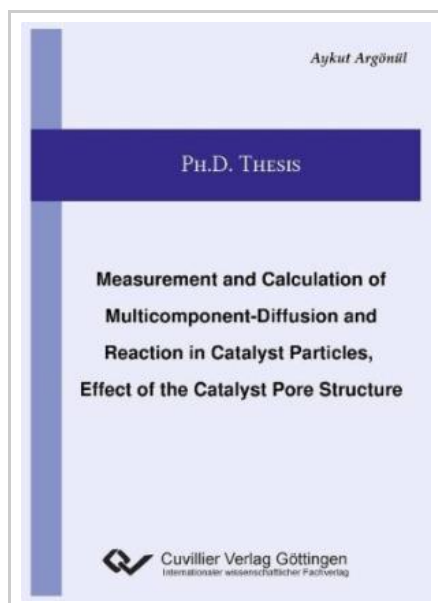 Aykut Argönül
PH.D. THESIS
Measurement and Calculation of
Multicomponent-Diffusion and
Reaction in Catalyst Particles,
Effect of the Catalyst Pore Structure
Cuvillier Verlag Göttingen
Internationaler wissenschaftlicher Fachverlag